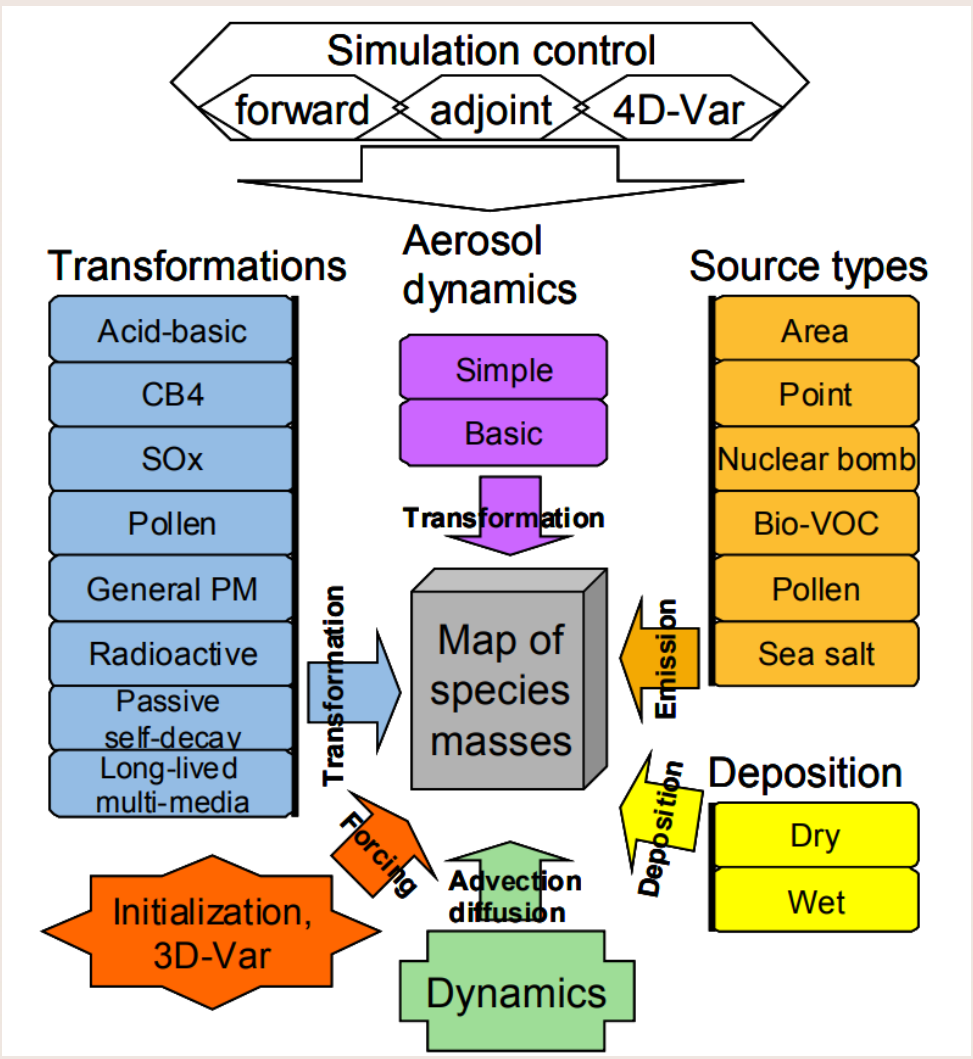 Simulation control
forward
adjoint
4D-Var
Transformations
Acid-basic
CB4
SOx
Pollen
General PM
Radioactive
Passive
self-decay
Long-lived
multi-media
Transformation
Aerosol
dynamics
Simple
Basic
Transformation
Map of
species
masses
Source types
Area
Point
Nuclear bomb
Bio-VOC
Pollen
Sea salt
Emission
Deposition
Dry
Wet
Deposition
Forcing
Initialization,
3D-Var
Advection
diffusion
Dynamics